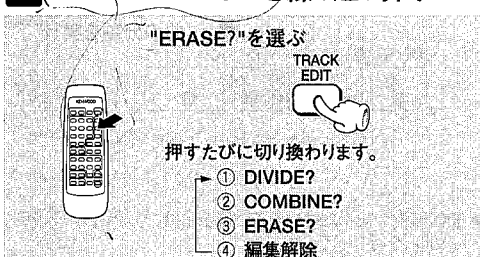 "ERASE?"を選ぶ
TRACK
EDIT
KENWOOD
押すたびに切り換わります。
① DIVIDE?
② COMBINE?
③ ERASE?
④ 編集解除